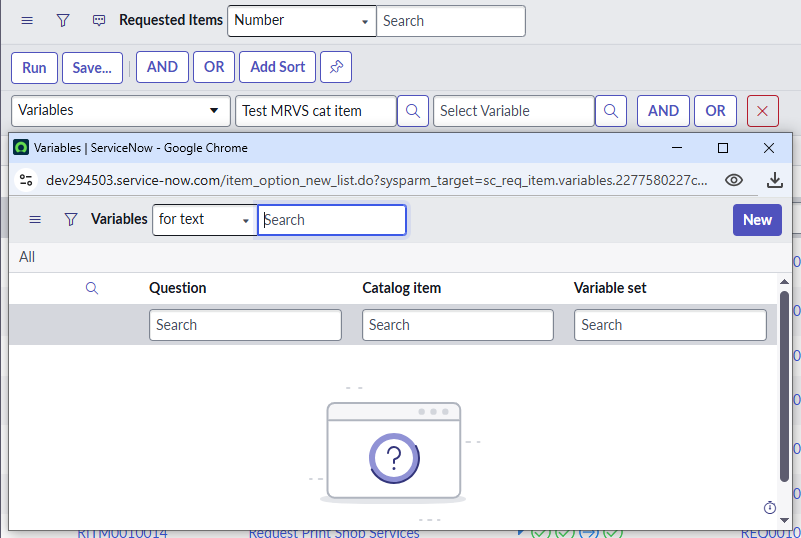 Requested Items Number Search
Run Save... AND OR Add Sort
Variables Test MRVS cat item Select Variable AND OR
Variables | ServiceNow - Google Chrome
dev294503.service-now.com/item_option_new_list.do?sysparm_target=sc_req_item.variables.2277580227c...
Variables for text Search New
All
Question Catalog item Variable set
Search Search Search
?
RITM0010014 Request Print Shop Services REQ0010